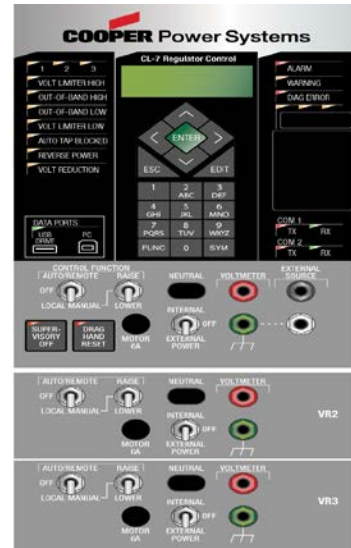 COOPER Power Systems
CL-7 Regulator Control
1 2 3
VOLT LIMITER HIGH
OUT-OF-BAND HIGH
OUT-OF-BAND LOW
VOLT LIMITER LOW
AUTO TAP BLOCKED
REVERSE POWER
VOLT REDUCTION
ALARM
WARNING
DIAG ERROR
ENTER
ESC
EDIT
1
2 ABC
3 DEF
4 GHI
5 JKL
6 MNO
7 PQRS
8 TUV
9 WXYZ
FUNC
0
SYM
DATA PORTS
USB DRIVE
PC
COM 1
TX RX
COM 2
TX RX
CONTROL FUNCTION
AUTO/REMOTE
OFF
LOCAL MANUAL
RAISE
LOWER
NEUTRAL
VOLTMETER
EXTERNAL SOURCE
SUPER-VISORY OFF
DRAG HAND RESET
MOTOR 6A
INTERNAL
OFF
EXTERNAL POWER
AUTO/REMOTE
OFF
LOCAL MANUAL
RAISE
LOWER
NEUTRAL
VOLTMETER
MOTOR 6A
INTERNAL
OFF
EXTERNAL POWER
VR2
AUTO/REMOTE
OFF
LOCAL MANUAL
RAISE
LOWER
NEUTRAL
VOLTMETER
MOTOR 6A
INTERNAL
OFF
EXTERNAL POWER
VR3